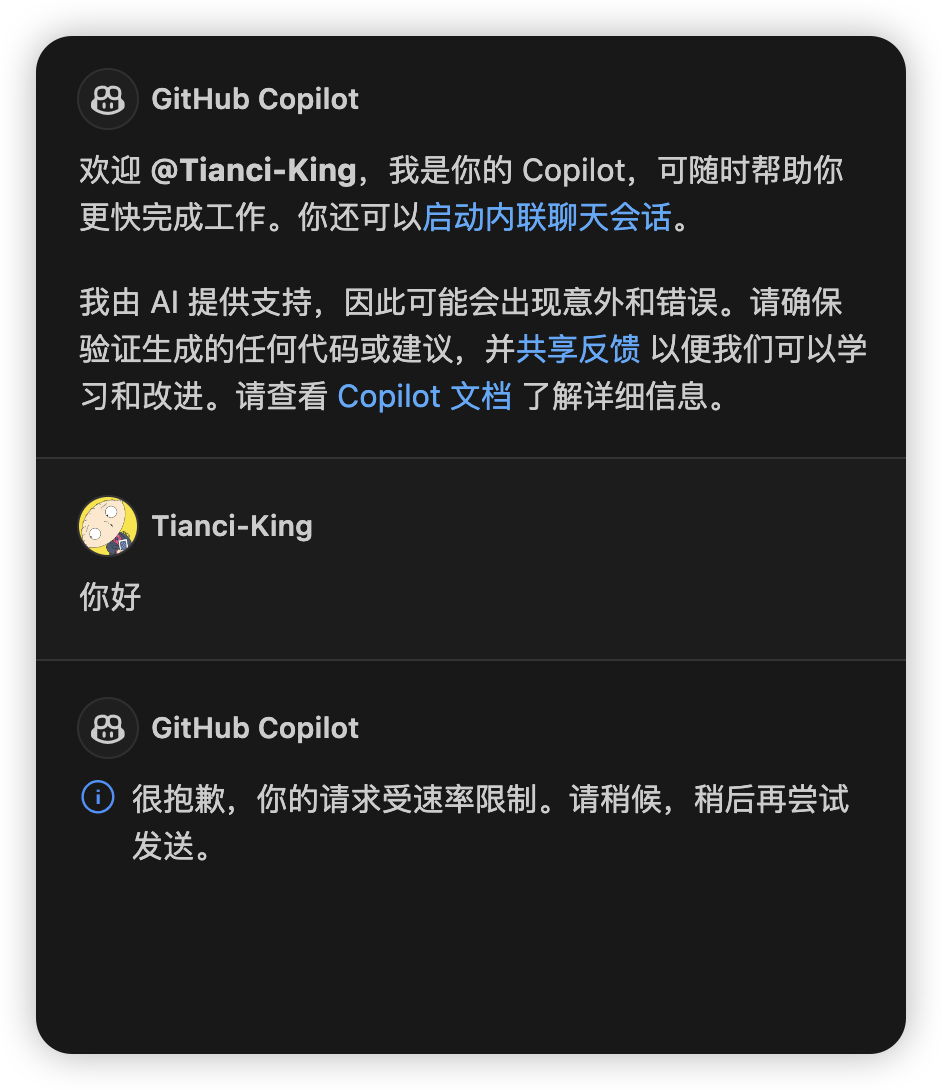 GitHub Copilot
欢迎 @Tianci-King，我是你的 Copilot，可随时帮助你
更快完成工作。你还可以启动内联聊天会话。
我由 AI 提供支持，因此可能会出现意外和错误。请确保
验证生成的任何代码或建议，并共享反馈 以便我们可以学
习和改进。请查看 Copilot 文档 了解详细信息。
Tianci-King
你好
GitHub Copilot
很抱歉，你的请求受速率限制。请稍候，稍后再尝试
发送。